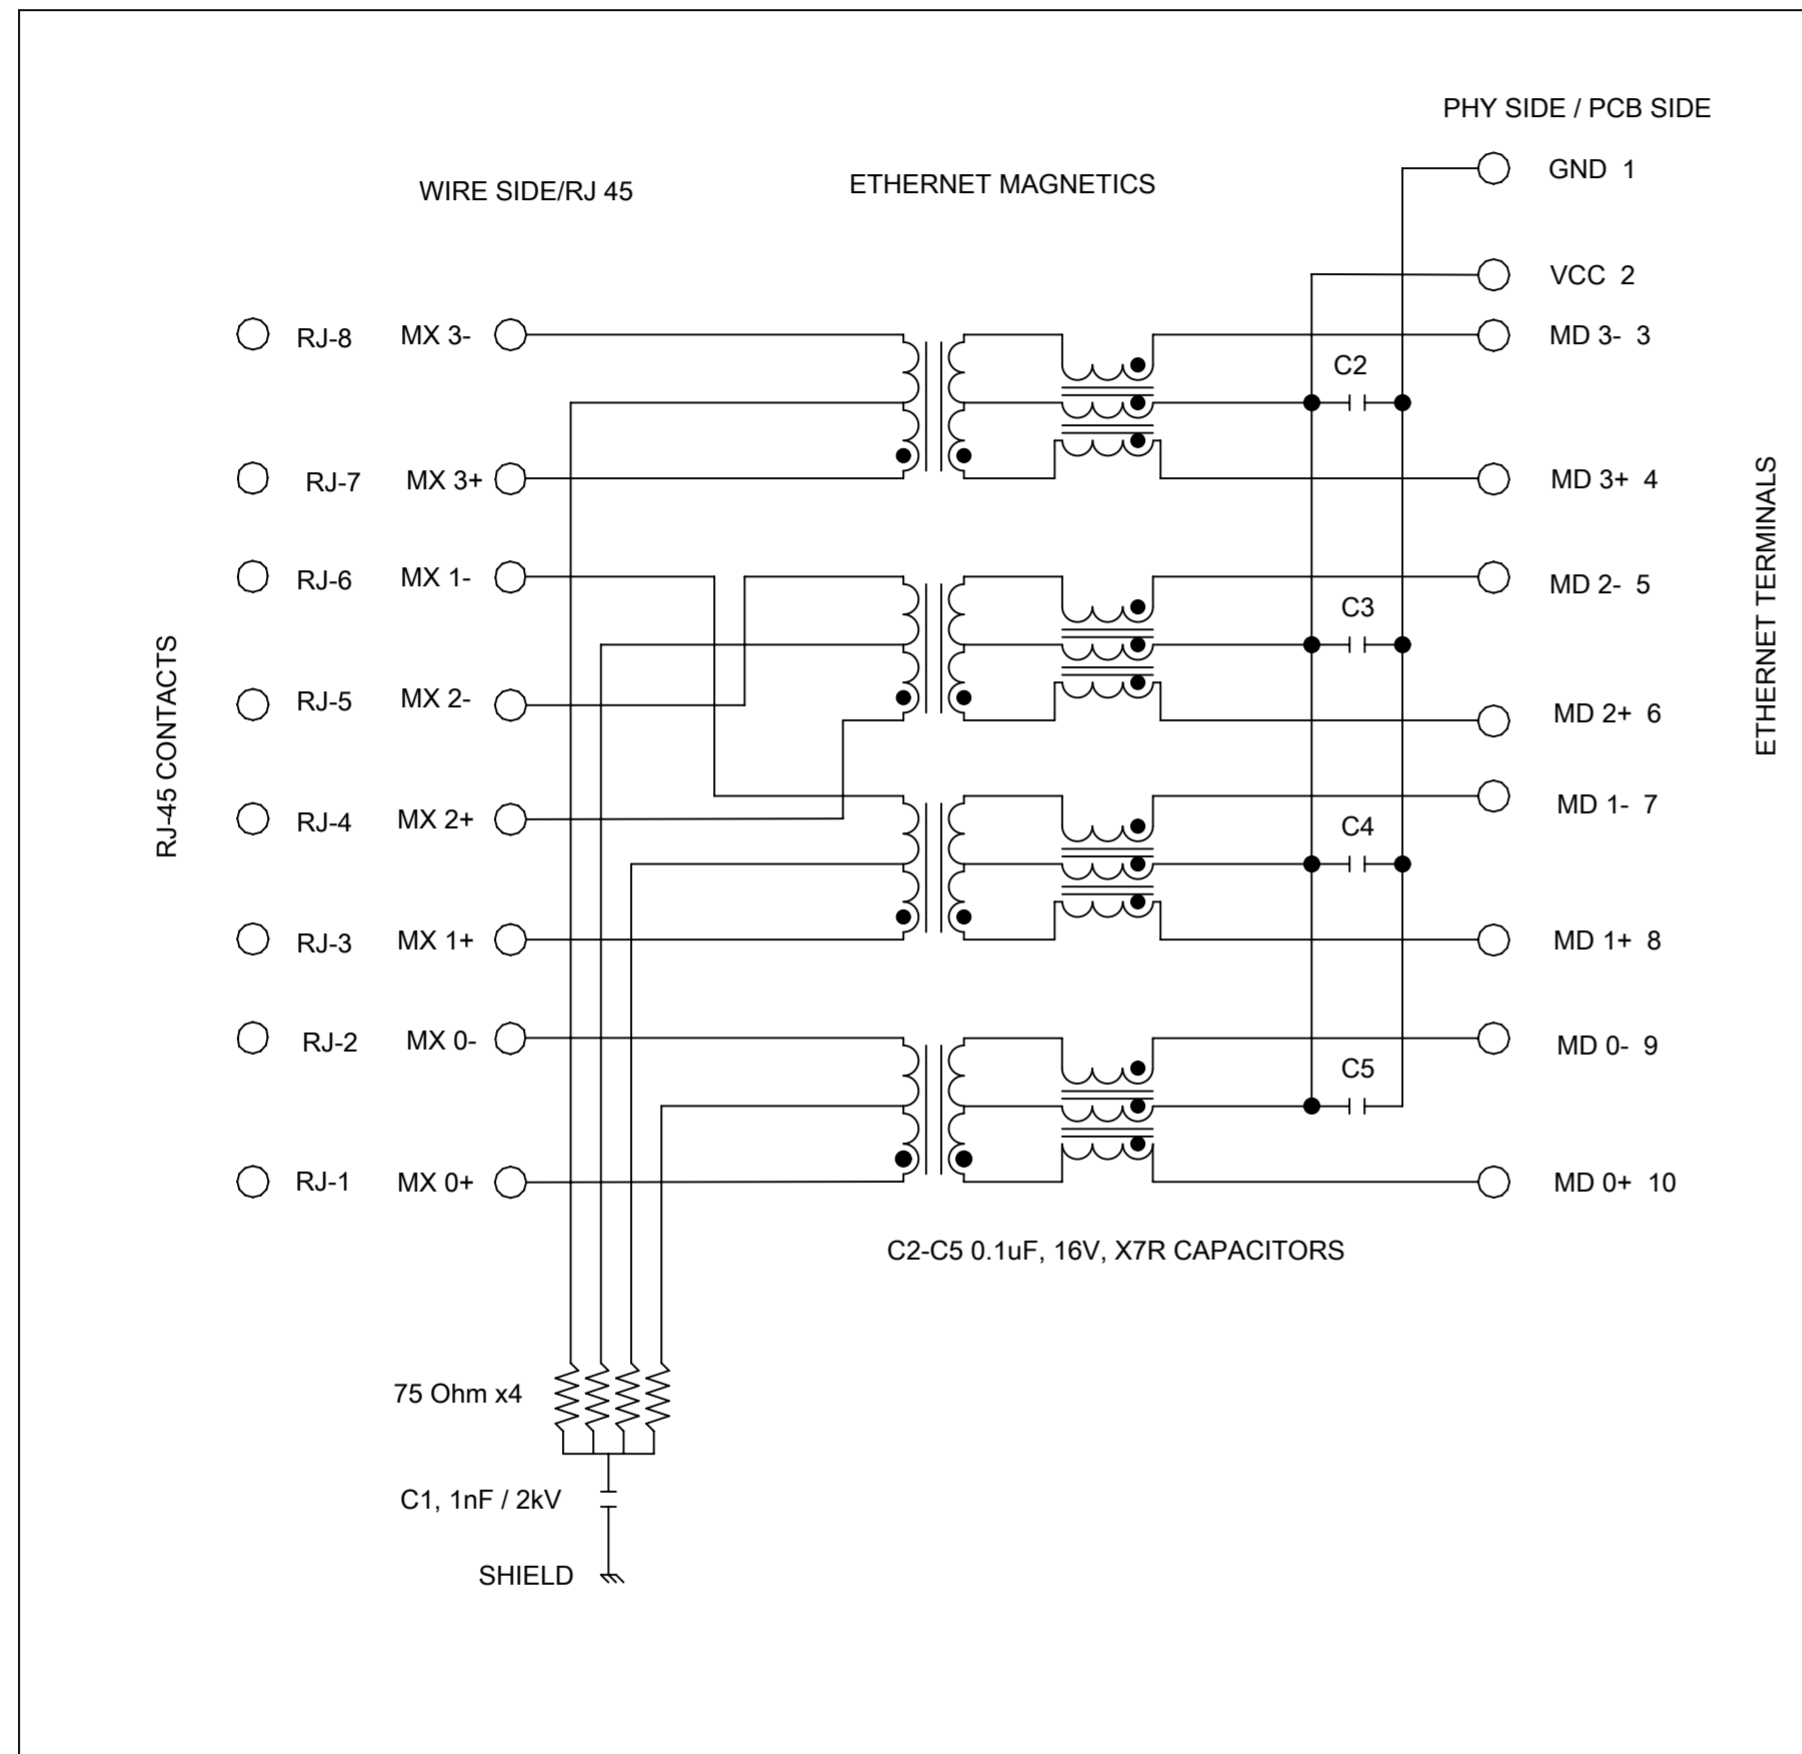 PHY SIDE / PCB SIDE
WIRE SIDE/RJ 45
ETHERNET MAGNETICS
GND 1
VCC 2
RJ-8 MX 3-
MD 3- 3
C2
RJ-7 MX 3+
MD 3+ 4
RJ-6 MX 1-
MD 2- 5
C3
RJ-5 MX 2-
MD 2+ 6
RJ-4 MX 2+
MD 1- 7
C4
RJ-3 MX 1+
MD 1+ 8
RJ-2 MX 0-
MD 0- 9
C5
RJ-1 MX 0+
MD 0+ 10
RJ-45 CONTACTS
ETHERNET TERMINALS
C2-C5 0.1uF, 16V, X7R CAPACITORS
75 Ohm x4
C1, 1nF / 2kV
SHIELD